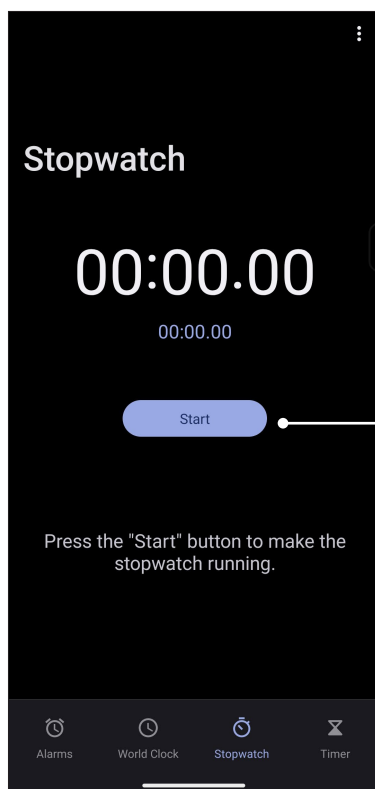 Stopwatch
00:00.00
00:00.00
Start
Press the "Start" button to make the
stopwatch running.
Alarms
World Clock
Stopwatch
Timer